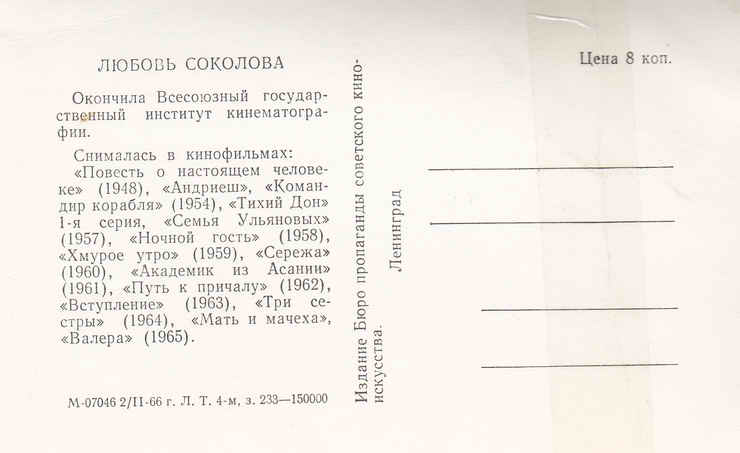 ЛЮБОВЬ СОКОЛОВА
Окончила Всесоюзный государ-
ственный институт кинематогра-
фии.
Снималась в кинофильмах:
«Повесть о настоящем челове-
ке» (1948), «Андриеш», «Коман-
дир корабля» (1954), «Тихий Дон»
1-я серия, «Семья Ульяновых»
(1957), «Ночной гость» (1958),
«Хмурое утро» (1959), «Сережа»
(1960), «Академик из Асании»
(1961), «Путь к причалу» (1962),
«Вступление» (1963), «Три се-
стры» (1964), «Мать и мачеха»,
«Валера» (1965).
М-07046 2/II-66 г. Л. Т. 4-м, з. 233—150000
Издание Бюро пропаганды советского кино-
искусства.
Ленинград
Цена 8 коп.